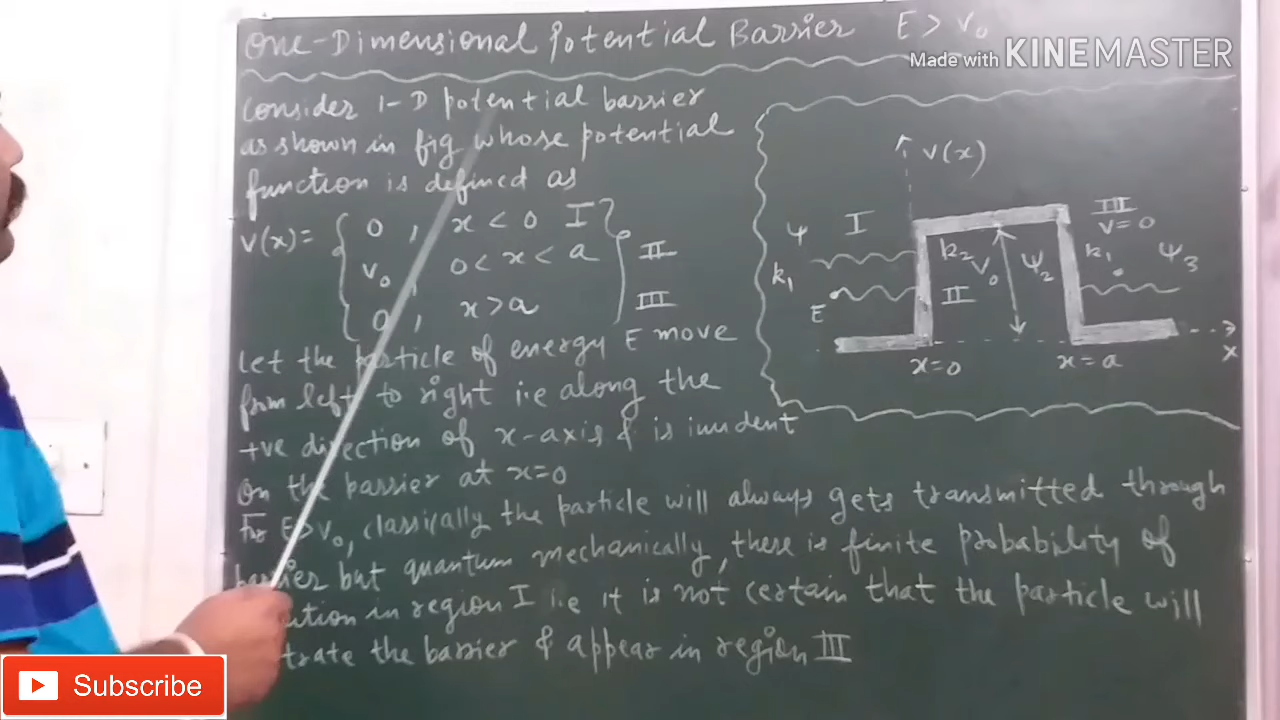 One-Dimensional Potential Barrier E > V₀
Made with KINEMASTER
Consider 1-D potential barrier
as shown in fig whose potential
function is defined as
V(x) = { 0 , x < 0 I
V₀ , 0 < x < a II
0 , x > a III
Let the particle of energy E move
from left to right i.e along the
+ve direction of x-axis & is
On the barrier at x=0
For E > V₀, classically the particle will always gets transmitted through
barrier but quantum mechanically, there is finite probability of
in region I i.e it is not certain that the particle will
the barrier & appear in region III
V(x)
ψ I
k₁
E
k₂
V₀
ψ₂
II
III
V=0
k₁
ψ₃
x=0
x=a
x
Subscribe